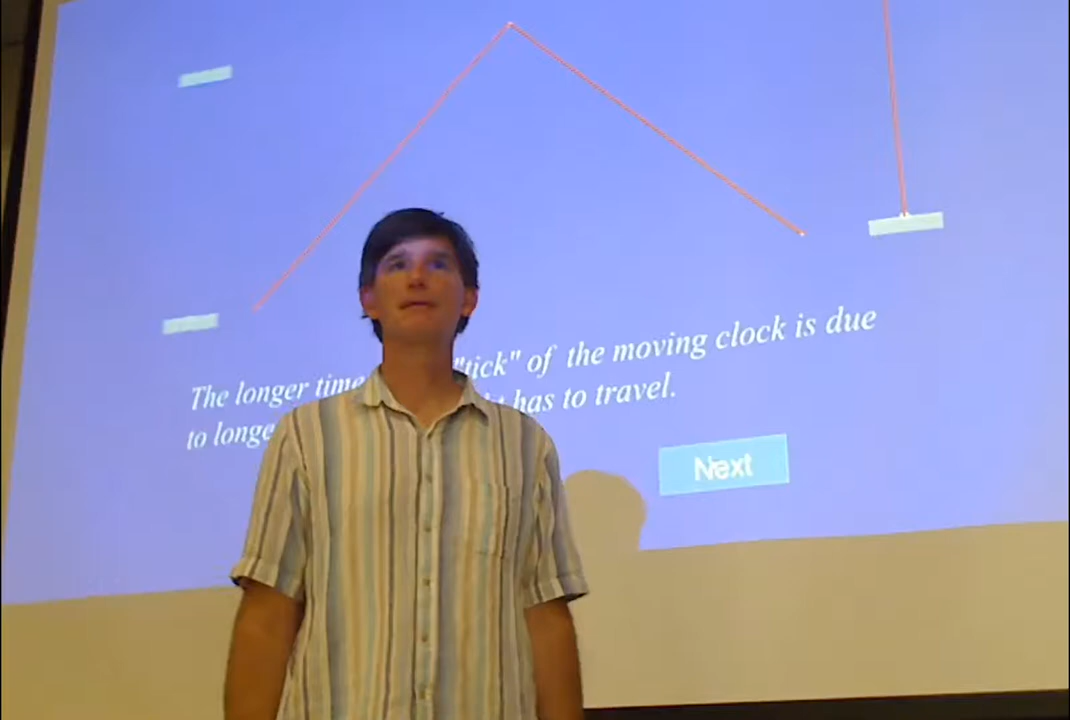 The longer time "tick" of the moving clock is due
to longe has to travel.
Next